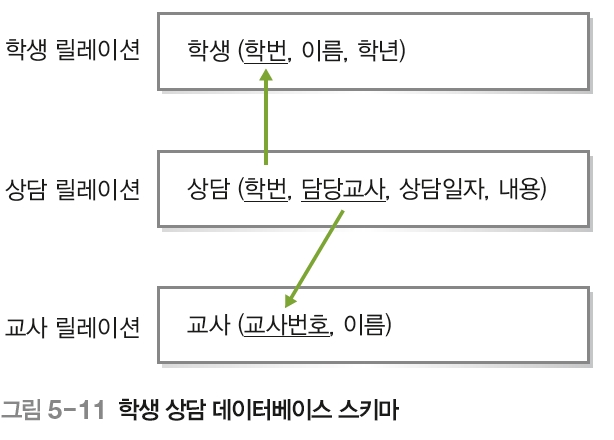 학생 릴레이션 학생 (학번, 이름, 학년)
상담 릴레이션 상담 (학번, 담당교사, 상담일자, 내용)
교사 릴레이션 교사 (교사번호, 이름)
그림 5-11 학생 상담 데이터베이스 스키마